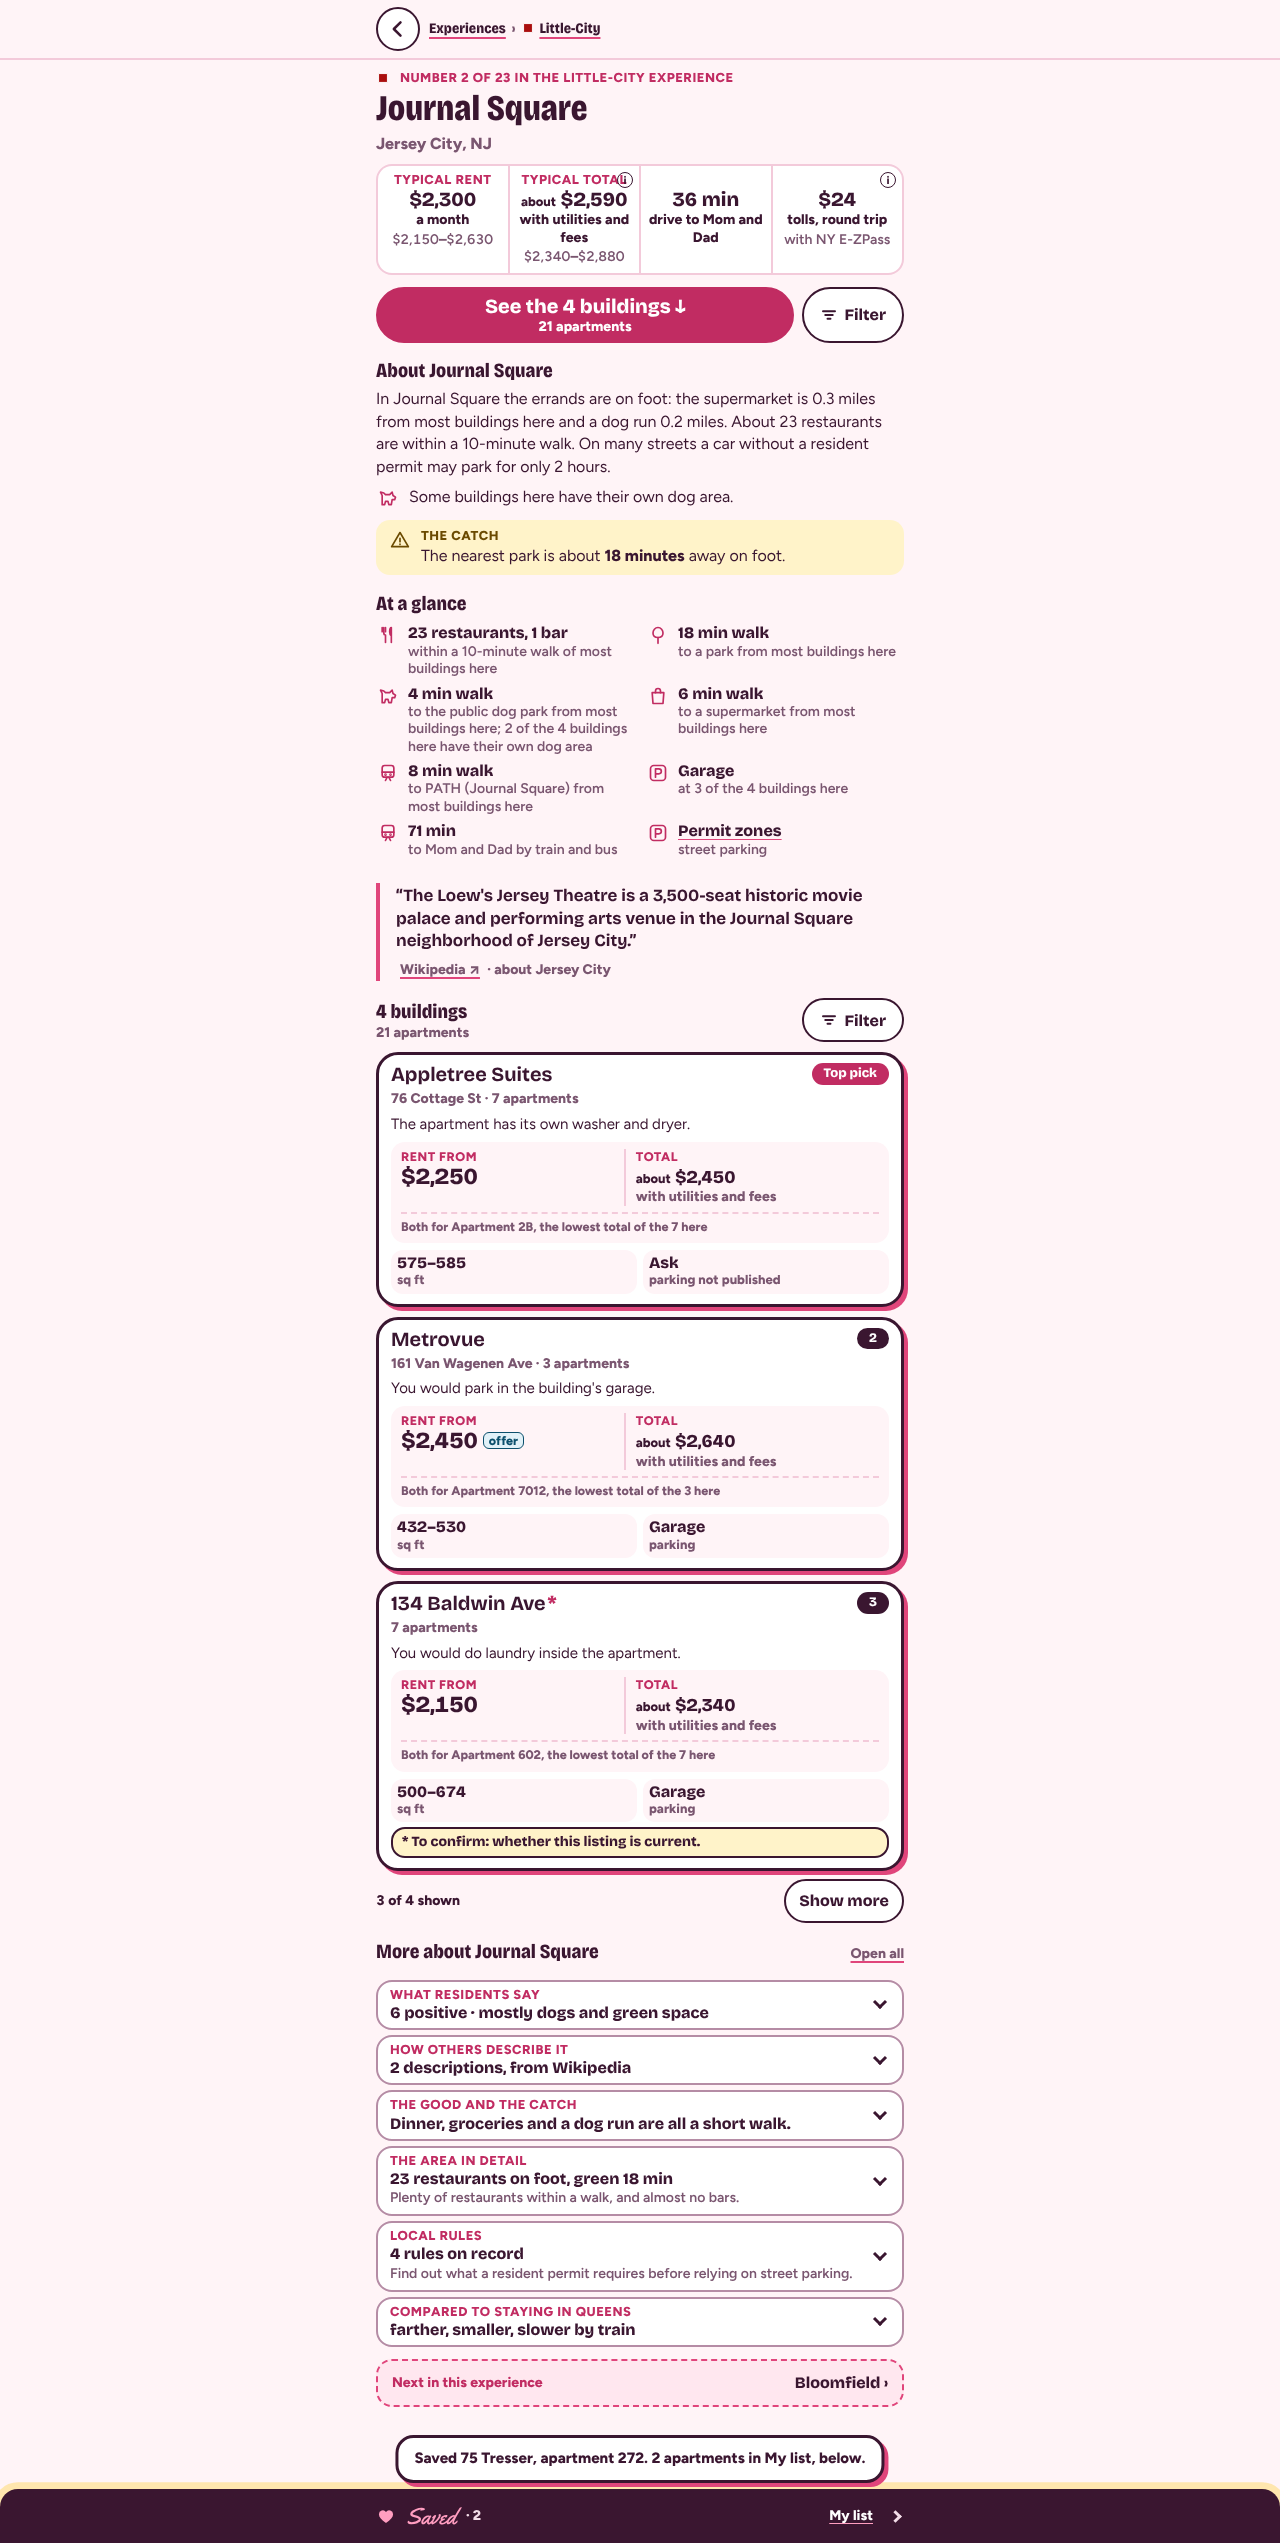 Experiences › Little-City
NUMBER 2 OF 23 IN THE LITTLE-CITY EXPERIENCE
Journal Square
Jersey City, NJ
TYPICAL RENT
$2,300
a month
$2,150–$2,630
TYPICAL TOTAL
about $2,590
with utilities and
fees
$2,340–$2,880
36 min
drive to Mom and
Dad
$24
tolls, round trip
with NY E-ZPass
See the 4 buildings ↓
21 apartments
Filter
About Journal Square
In Journal Square the errands are on foot: the supermarket is 0.3 miles
from most buildings here and a dog run 0.2 miles. About 23 restaurants
are within a 10-minute walk. On many streets a car without a resident
permit may park for only 2 hours.
Some buildings here have their own dog area.
THE CATCH
The nearest park is about 18 minutes away on foot.
At a glance
23 restaurants, 1 bar
within a 10-minute walk of most
buildings here
18 min walk
to a park from most buildings here
4 min walk
to the public dog park from most
buildings here; 2 of the 4 buildings
here have their own dog area
6 min walk
to a supermarket from most
buildings here
8 min walk
to PATH (Journal Square) from
most buildings here
Garage
at 3 of the 4 buildings here
71 min
to Mom and Dad by train and bus
Permit zones
street parking
“The Loew's Jersey Theatre is a 3,500-seat historic movie
palace and performing arts venue in the Journal Square
neighborhood of Jersey City.”
Wikipedia ↗ · about Jersey City
4 buildings
21 apartments
Filter
Appletree Suites
Top pick
76 Cottage St · 7 apartments
The apartment has its own washer and dryer.
RENT FROM
$2,250
TOTAL
about $2,450
with utilities and fees
Both for Apartment 2B, the lowest total of the 7 here
575–585
sq ft
Ask
parking not published
Metrovue
2
161 Van Wagenen Ave · 3 apartments
You would park in the building's garage.
RENT FROM
$2,450 offer
TOTAL
about $2,640
with utilities and fees
Both for Apartment 7012, the lowest total of the 3 here
432–530
sq ft
Garage
parking
134 Baldwin Ave*
3
7 apartments
You would do laundry inside the apartment.
RENT FROM
$2,150
TOTAL
about $2,340
with utilities and fees
Both for Apartment 602, the lowest total of the 7 here
500–674
sq ft
Garage
parking
* To confirm: whether this listing is current.
3 of 4 shown
Show more
More about Journal Square
Open all
WHAT RESIDENTS SAY
6 positive · mostly dogs and green space
HOW OTHERS DESCRIBE IT
2 descriptions, from Wikipedia
THE GOOD AND THE CATCH
Dinner, groceries and a dog run are all a short walk.
THE AREA IN DETAIL
23 restaurants on foot, green 18 min
Plenty of restaurants within a walk, and almost no bars.
LOCAL RULES
4 rules on record
Find out what a resident permit requires before relying on street parking.
COMPARED TO STAYING IN QUEENS
farther, smaller, slower by train
Next in this experience
Bloomfield ›
Saved 75 Tresser, apartment 272. 2 apartments in My list, below.
Saved · 2
My list